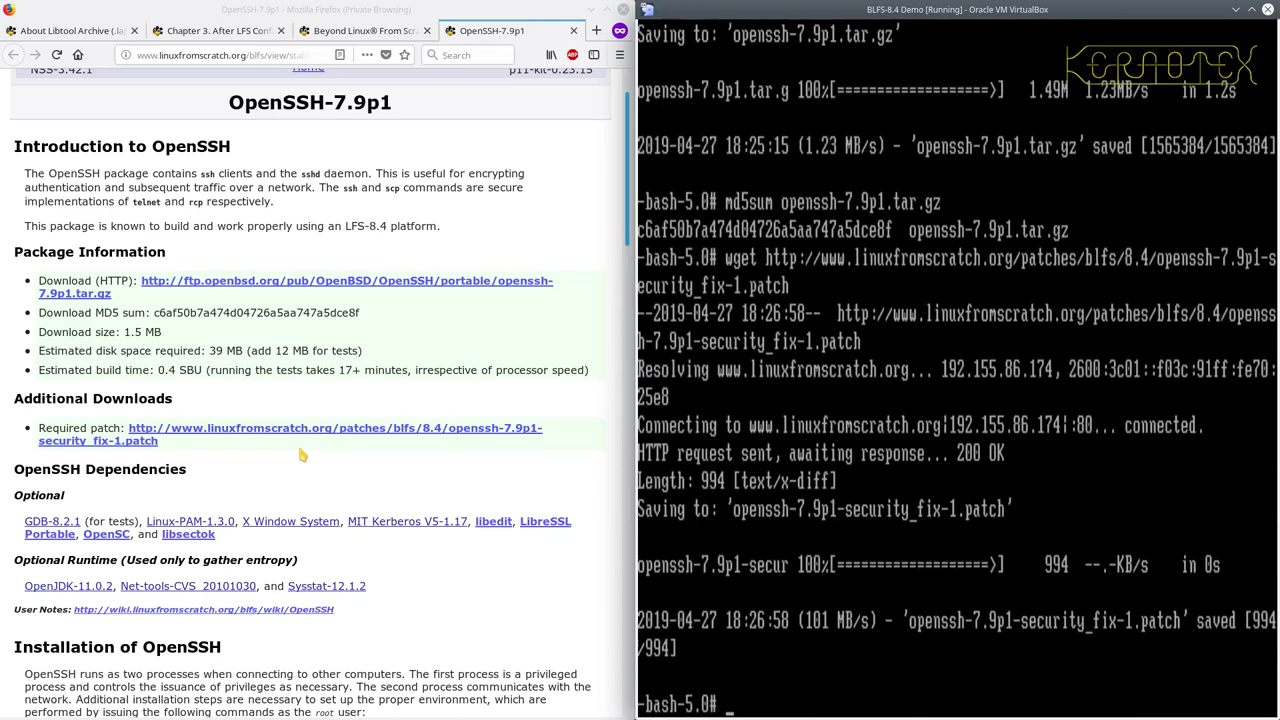 OpenSSH-7.9p1 - Mozilla Firefox (Private Browsing)
About Libtool Archive (.la
Chapter 3. After LFS Conf
Beyond Linux® From Scr
OpenSSH-7.9p1
www.linuxfromscratch.org/blfs/view/stab
Search
NSS-3.42.1
Home
p11-kit-0.23.15
OpenSSH-7.9p1
Introduction to OpenSSH
The OpenSSH package contains ssh clients and the sshd daemon. This is useful for encrypting
authentication and subsequent traffic over a network. The ssh and scp commands are secure
implementations of telnet and rcp respectively.
This package is known to build and work properly using an LFS-8.4 platform.
Package Information
Download (HTTP): http://ftp.openbsd.org/pub/OpenBSD/OpenSSH/portable/openssh-
7.9p1.tar.gz
Download MD5 sum: c6af50b7a474d04726a5aa747a5dce8f
Download size: 1.5 MB
Estimated disk space required: 39 MB (add 12 MB for tests)
Estimated build time: 0.4 SBU (running the tests takes 17+ minutes, irrespective of processor speed)
Additional Downloads
Required patch: http://www.linuxfromscratch.org/patches/blfs/8.4/openssh-7.9p1-
security_fix-1.patch
OpenSSH Dependencies
Optional
GDB-8.2.1 (for tests), Linux-PAM-1.3.0, X Window System, MIT Kerberos V5-1.17, libedit, LibreSSL
Portable, OpenSC, and libsectok
Optional Runtime (Used only to gather entropy)
OpenJDK-11.0.2, Net-tools-CVS_20101030, and Sysstat-12.1.2
User Notes: http://wiki.linuxfromscratch.org/blfs/wiki/OpenSSH
Installation of OpenSSH
OpenSSH runs as two processes when connecting to other computers. The first process is a privileged
process and controls the issuance of privileges as necessary. The second process communicates with the
network. Additional installation steps are necessary to set up the proper environment, which are
performed by issuing the following commands as the root user:
BLFS-8.4 Demo [Running] - Oracle VM VirtualBox
Saving to: 'openssh-7.9p1.tar.gz'
openssh-7.9p1.tar.g 100%[===================>] 1.49M 1.23MB/s in 1.2s
2019-04-27 18:25:15 (1.23 MB/s) - 'openssh-7.9p1.tar.gz' saved [1565384/1565384]
-bash-5.0# md5sum openssh-7.9p1.tar.gz
c6af50b7a474d04726a5aa747a5dce8f  openssh-7.9p1.tar.gz
-bash-5.0# wget http://www.linuxfromscratch.org/patches/blfs/8.4/openssh-7.9p1-s
ecurity_fix-1.patch
--2019-04-27 18:26:58--  http://www.linuxfromscratch.org/patches/blfs/8.4/openss
h-7.9p1-security_fix-1.patch
Resolving www.linuxfromscratch.org... 192.155.86.174, 2600:3c01::f03c:91ff:fe70:
25e8
Connecting to www.linuxfromscratch.org|192.155.86.174|:80... connected.
HTTP request sent, awaiting response... 200 OK
Length: 994 [text/x-diff]
Saving to: 'openssh-7.9p1-security_fix-1.patch'
openssh-7.9p1-secur 100%[===================>] 994 --.-KB/s in 0s
2019-04-27 18:26:58 (101 MB/s) - 'openssh-7.9p1-security_fix-1.patch' saved [994
/994]
-bash-5.0# _